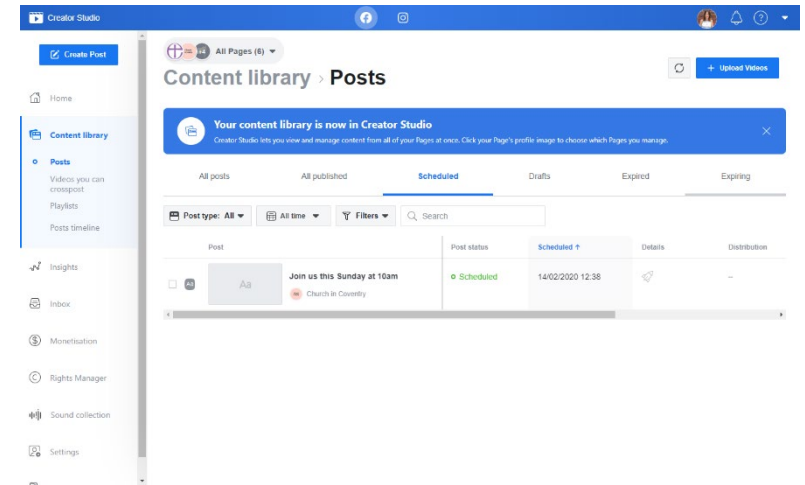 Creator Studio
Create Post
All Pages (6)
Content library › Posts
+ Upload Videos
Home
Content library
Posts
Videos you can
crosspost
Playlists
Posts timeline
Insights
Inbox
Monetisation
Rights Manager
Sound collection
Settings
Your content library is now in Creator Studio
Creator Studio lets you view and manage content from all of your Pages at once. Click your Page's profile image to choose which Pages you manage.
All posts All published Scheduled Drafts Expired Expiring
Post type: All All time Filters Search
Post Post status Scheduled ↑ Details Distribution
Aa Join us this Sunday at 10am Scheduled 14/02/2020 12:38 –
Church in Coventry